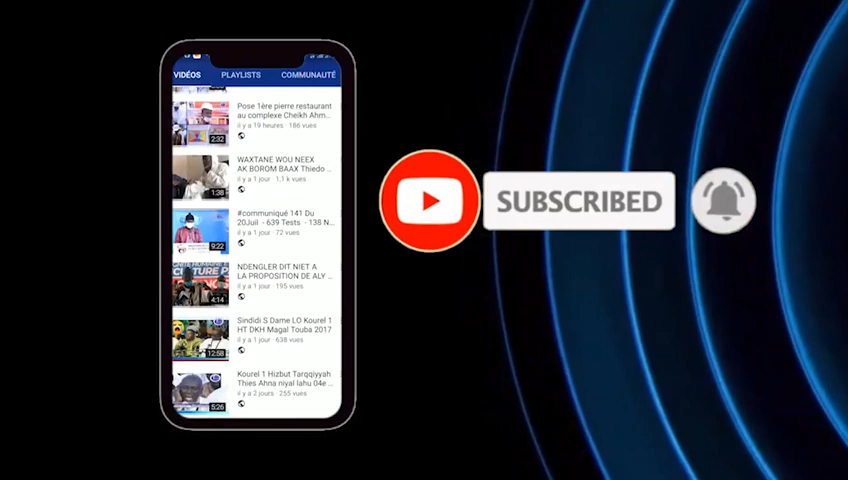 VIDÉOS PLAYLISTS COMMUNAUTÉ
Pose 1ère pierre restaurant
au complexe Cheikh Ahm...
il y a 19 heures · 186 vues
2:32
WAXTANE WOU NEEX
AK BOROM BAAX Thiedo ...
il y a 1 jour · 1,1 k vues
1:38
#communiqué 141 Du
20Juil - 639 Tests - 138 N...
il y a 1 jour · 72 vues
9:22
NDENGLER DIT NIET A
LA PROPOSITION DE ALY ...
il y a 1 jour · 195 vues
4:14
Sindidi S Dame LO Kourel 1
HT DKH Magal Touba 2017
il y a 1 jour · 638 vues
12:58
Kourel 1 Hizbut Tarqqiyyah
Thies Ahna niyal lahu 04e ...
il y a 2 jours · 255 vues
5:26
SUBSCRIBED